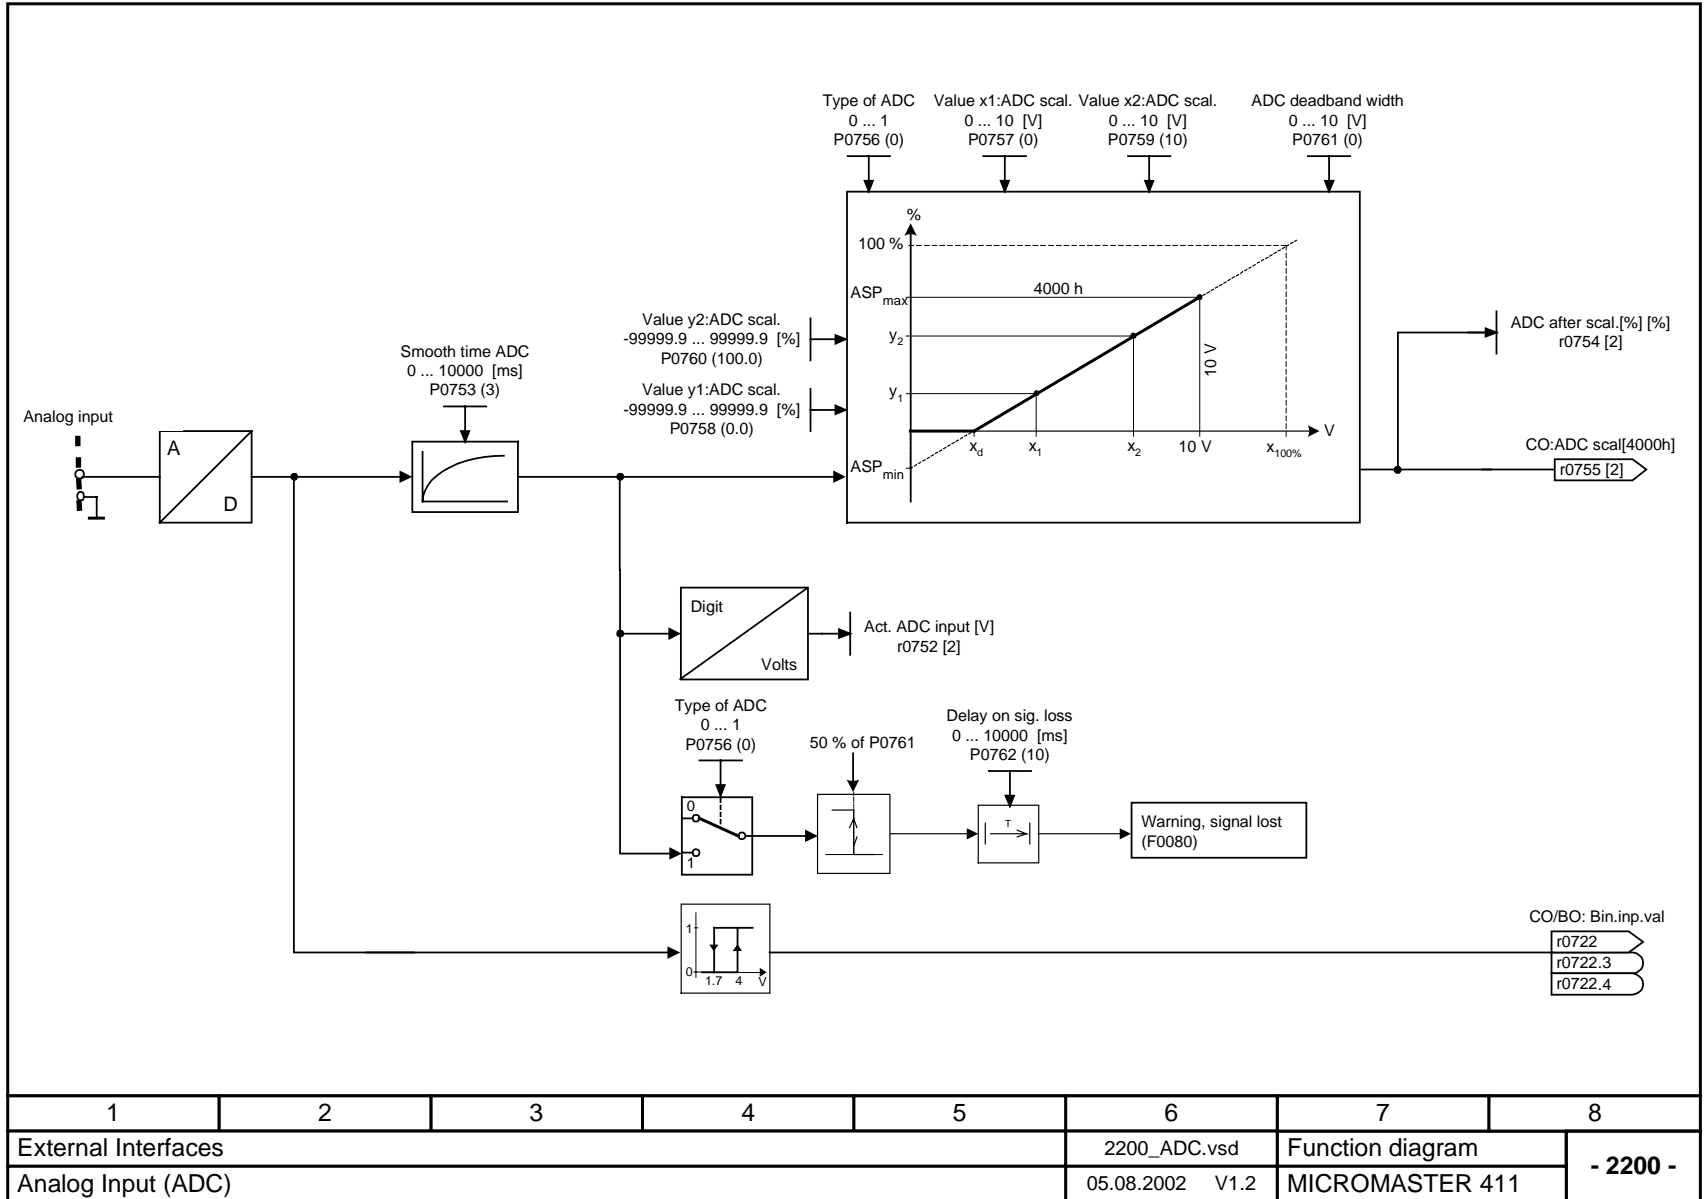 Type of ADC
0 ... 1
P0756 (0)
Value x1:ADC scal.
0 ... 10 [V]
P0757 (0)
Value x2:ADC scal.
0 ... 10 [V]
P0759 (10)
ADC deadband width
0 ... 10 [V]
P0761 (0)
%
100 %
ASPmax
4000 h
y2
10 V
y1
ASPmin
xd
x1
x2
10 V
x100%
V
Value y2:ADC scal.
-99999.9 ... 99999.9 [%]
P0760 (100.0)
Value y1:ADC scal.
-99999.9 ... 99999.9 [%]
P0758 (0.0)
Smooth time ADC
0 ... 10000 [ms]
P0753 (3)
Analog input
A
D
ADC after scal.[%] [%]
r0754 [2]
CO:ADC scal[4000h]
r0755 [2]
Digit
Volts
Act. ADC input [V]
r0752 [2]
Type of ADC
0 ... 1
P0756 (0)
0
1
50 % of P0761
Delay on sig. loss
0 ... 10000 [ms]
P0762 (10)
T
Warning, signal lost
(F0080)
1
0
1.7 4 V
CO/BO: Bin.inp.val
r0722
r0722.3
r0722.4
1 2 3 4 5 6 7 8
External Interfaces 2200_ADC.vsd Function diagram
- 2200 -
Analog Input (ADC) 05.08.2002 V1.2 MICROMASTER 411